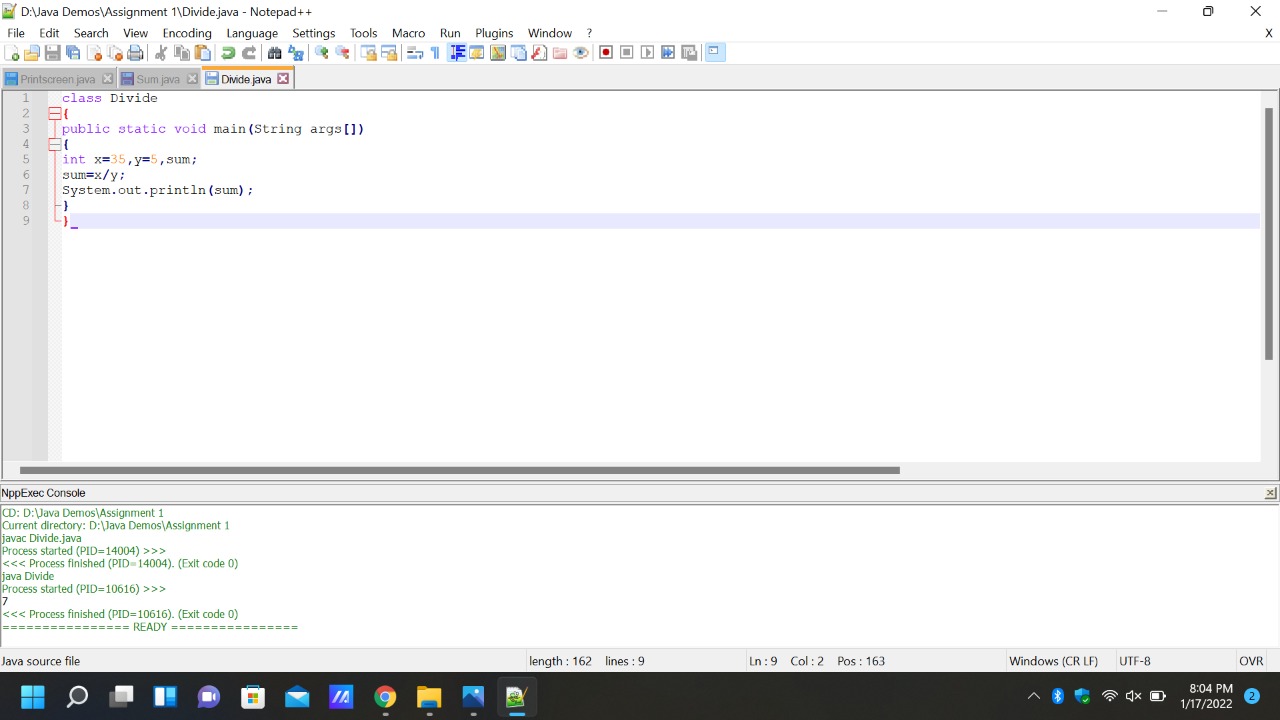 D:\Java Demos\Assignment 1\Divide.java - Notepad++
File Edit Search View Encoding Language Settings Tools Macro Run Plugins Window ? X
Printscreen.java Sum.java Divide.java
1 class Divide
2 {
3 public static void main(String args[])
4 {
5 int x=35,y=5,sum;
6 sum=x/y;
7 System.out.println(sum);
8 }
9 }
NppExec Console
CD: D:\Java Demos\Assignment 1
Current directory: D:\Java Demos\Assignment 1
javac Divide.java
Process started (PID=14004) >>>
<<< Process finished (PID=14004). (Exit code 0)
java Divide
Process started (PID=10616) >>>
7
<<< Process finished (PID=10616). (Exit code 0)
================ READY ================
Java source file length : 162 lines : 9 Ln : 9 Col : 2 Pos : 163 Windows (CR LF) UTF-8 OVR
8:04 PM
1/17/2022
2